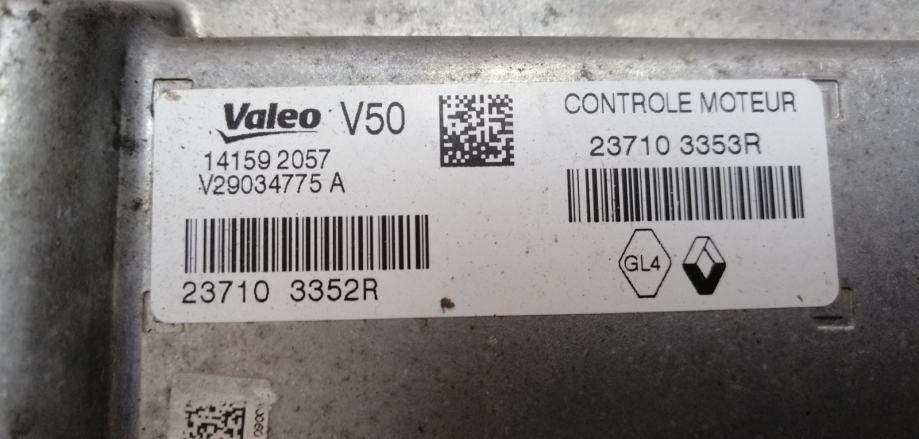 Valeo V50
14159 2057
V29034775 A
23710 3352R
CONTROLE MOTEUR
23710 3353R
GL4